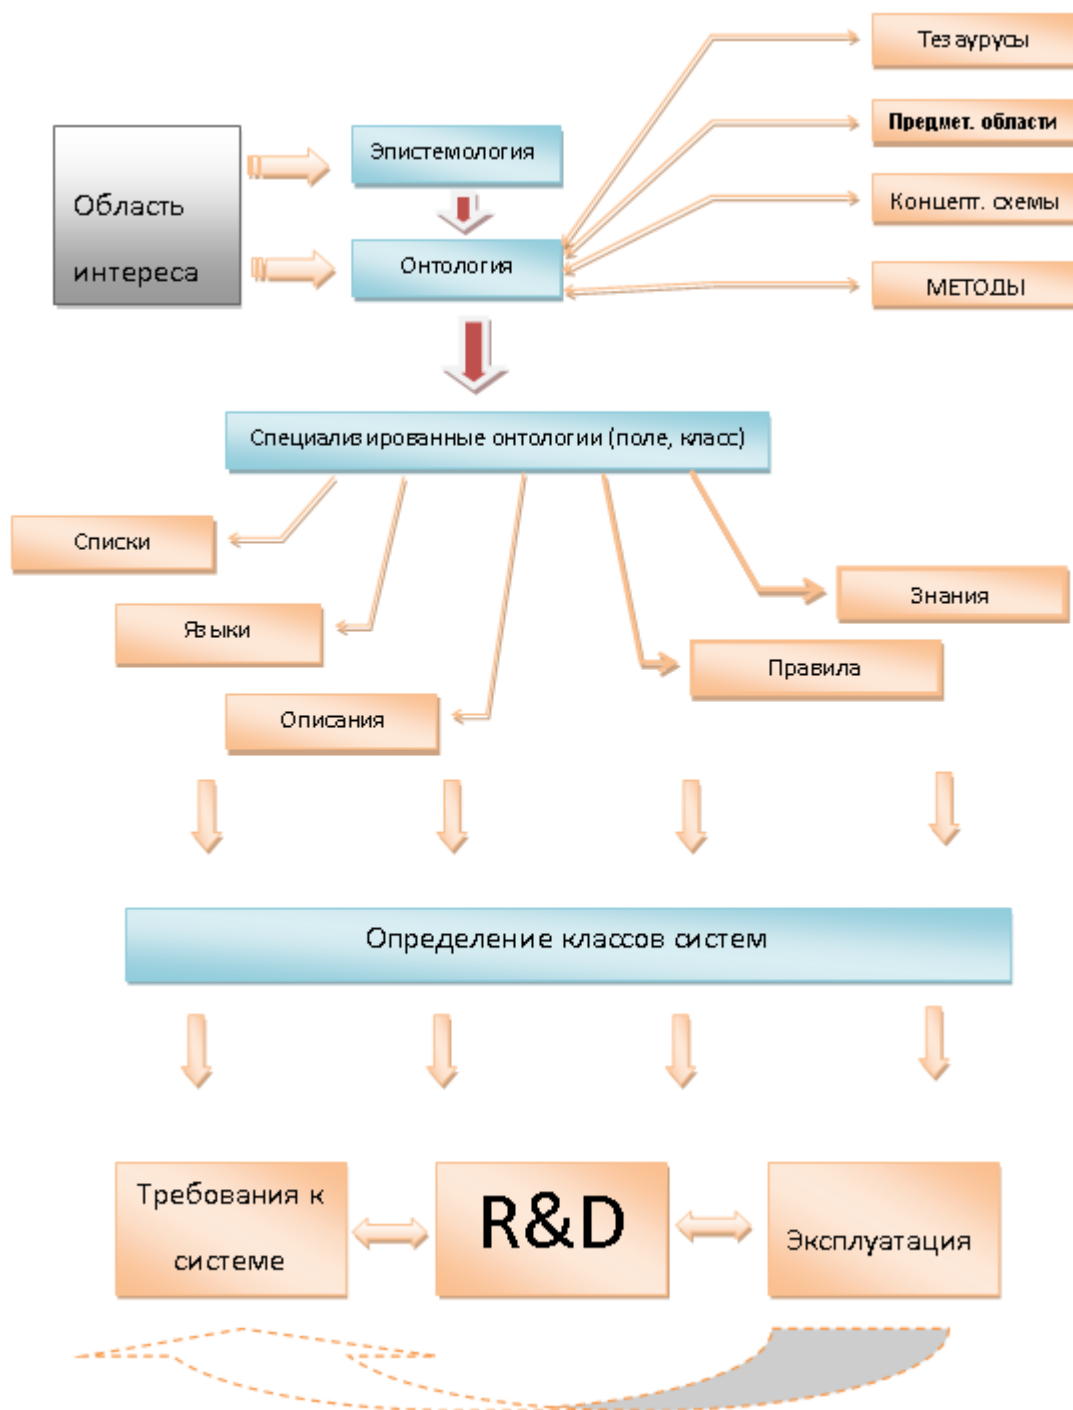 Тезаурусы
Предмет. области
Эпистемология
Область
интереса
Концепт. схемы
Онтология
МЕТОДЫ
Специализированные онтологии (поле, класс)
Списки
Знания
Языки
Правила
Описания
Определение классов систем
Требования к
системе
R&D
Эксплуатация